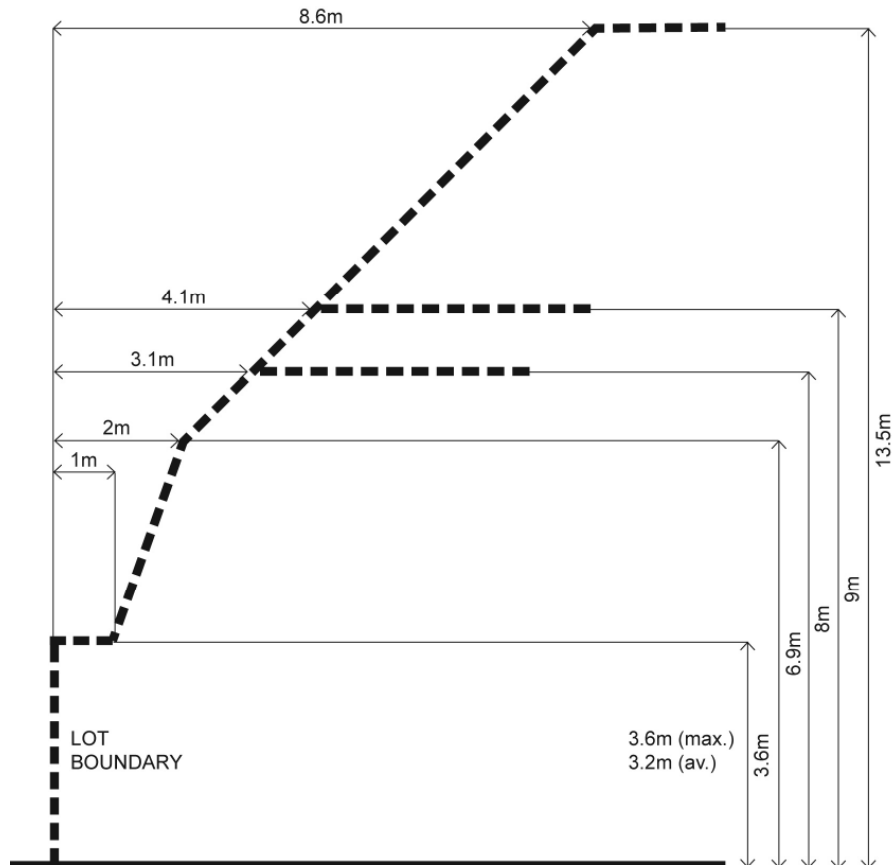 8.6m
4.1m
3.1m
2m
1m
13.5m
9m
8m
6.9m
3.6m
LOT
BOUNDARY
3.6m (max.)
3.2m (av.)